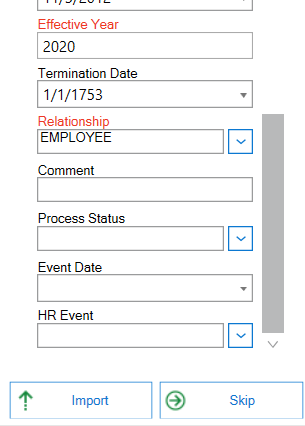 Effective Year
2020
Termination Date
1/1/1753
Relationship
EMPLOYEE
Comment
Process Status
Event Date
HR Event
Import
Skip